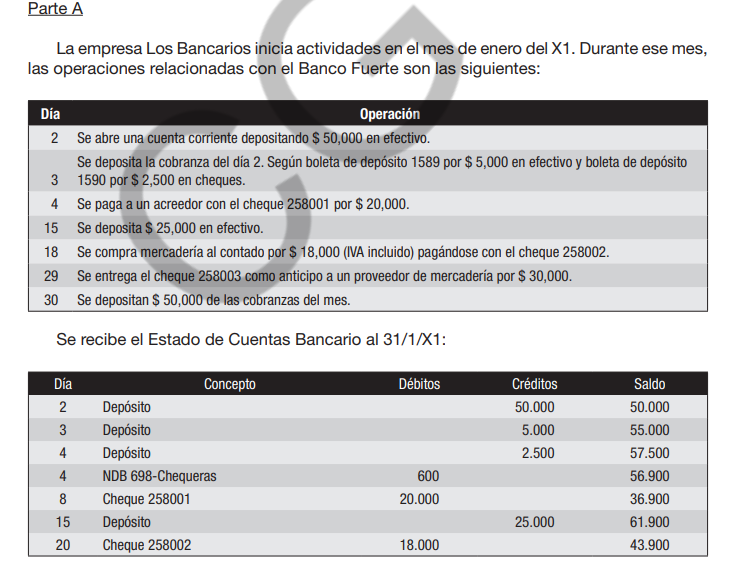 Parte A
La empresa Los Bancarios inicia actividades en el mes de enero del X1. Durante ese mes,
las operaciones relacionadas con el Banco Fuerte son las siguientes:
Día Operación
2 Se abre una cuenta corriente depositando $ 50,000 en efectivo.
Se deposita la cobranza del día 2. Según boleta de depósito 1589 por $ 5,000 en efectivo y boleta de depósito
3 1590 por $ 2,500 en cheques.
4 Se paga a un acreedor con el cheque 258001 por $ 20,000.
15 Se deposita $ 25,000 en efectivo.
18 Se compra mercadería al contado por $ 18,000 (IVA incluido) pagándose con el cheque 258002.
29 Se entrega el cheque 258003 como anticipo a un proveedor de mercadería por $ 30,000.
30 Se depositan $ 50,000 de las cobranzas del mes.
Se recibe el Estado de Cuentas Bancario al 31/1/X1:
Día Concepto Débitos Créditos Saldo
2 Depósito 50.000 50.000
3 Depósito 5.000 55.000
4 Depósito 2.500 57.500
4 NDB 698-Chequeras 600 56.900
8 Cheque 258001 20.000 36.900
15 Depósito 25.000 61.900
20 Cheque 258002 18.000 43.900